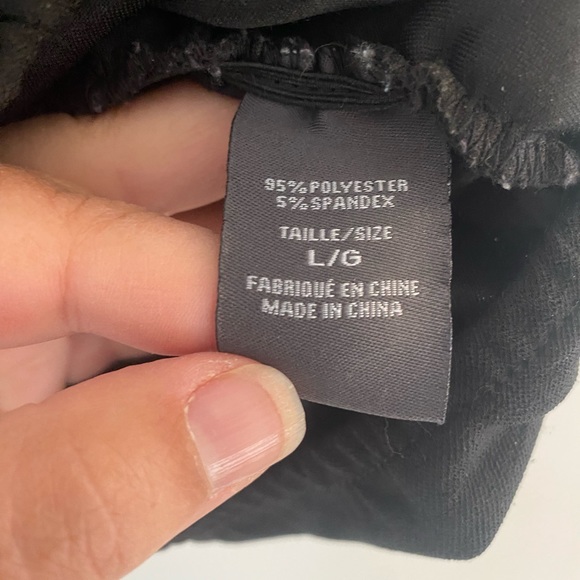 95% POLYESTER
5% SPANDEX
TAILLE/SIZE
L/G
FABRIQUÉ EN CHINE
MADE IN CHINA